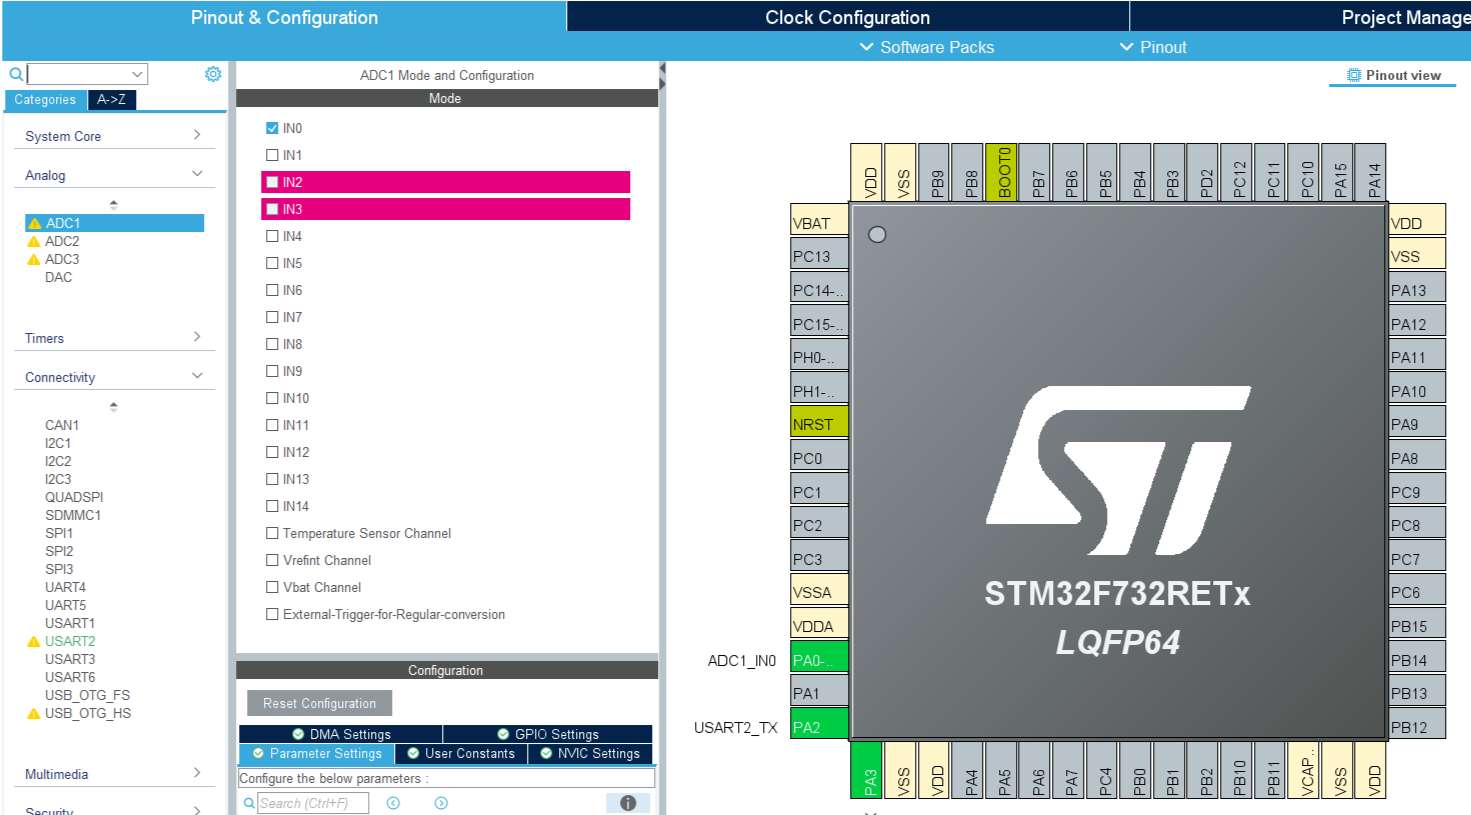 Pinout & Configuration
Clock Configuration
Project Manage
Software Packs
Pinout
Categories
A->Z
System Core
Analog
ADC1
ADC2
ADC3
DAC
Timers
Connectivity
CAN1
I2C1
I2C2
I2C3
QUADSPI
SDMMC1
SPI1
SPI2
SPI3
UART4
UART5
USART1
USART2
USART3
USART6
USB_OTG_FS
USB_OTG_HS
Multimedia
Security
ADC1 Mode and Configuration
Mode
IN0
IN1
IN2
IN3
IN4
IN5
IN6
IN7
IN8
IN9
IN10
IN11
IN12
IN13
IN14
Temperature Sensor Channel
Vrefint Channel
Vbat Channel
External-Trigger-for-Regular-conversion
Configuration
Reset Configuration
DMA Settings
GPIO Settings
Parameter Settings
User Constants
NVIC Settings
Configure the below parameters :
Search (Ctrl+F)
Pinout view
VDD
VSS
PB9
PB8
BOOT0
PB7
PB6
PB5
PB4
PB3
PD2
PC12
PC11
PC10
PA15
PA14
VBAT
PC13
PC14-..
PC15-..
PH0-..
PH1-..
NRST
PC0
PC1
PC2
PC3
VSSA
VDDA
ADC1_IN0
PA0-..
PA1
USART2_TX
PA2
ST
STM32F732RETx
LQFP64
VDD
VSS
PA13
PA12
PA11
PA10
PA9
PA8
PC9
PC8
PC7
PC6
PB15
PB14
PB13
PB12
PA3
VSS
VDD
PA4
PA5
PA6
PA7
PC4
PB0
PB1
PB2
PB10
PB11
VCAP..
VSS
VDD